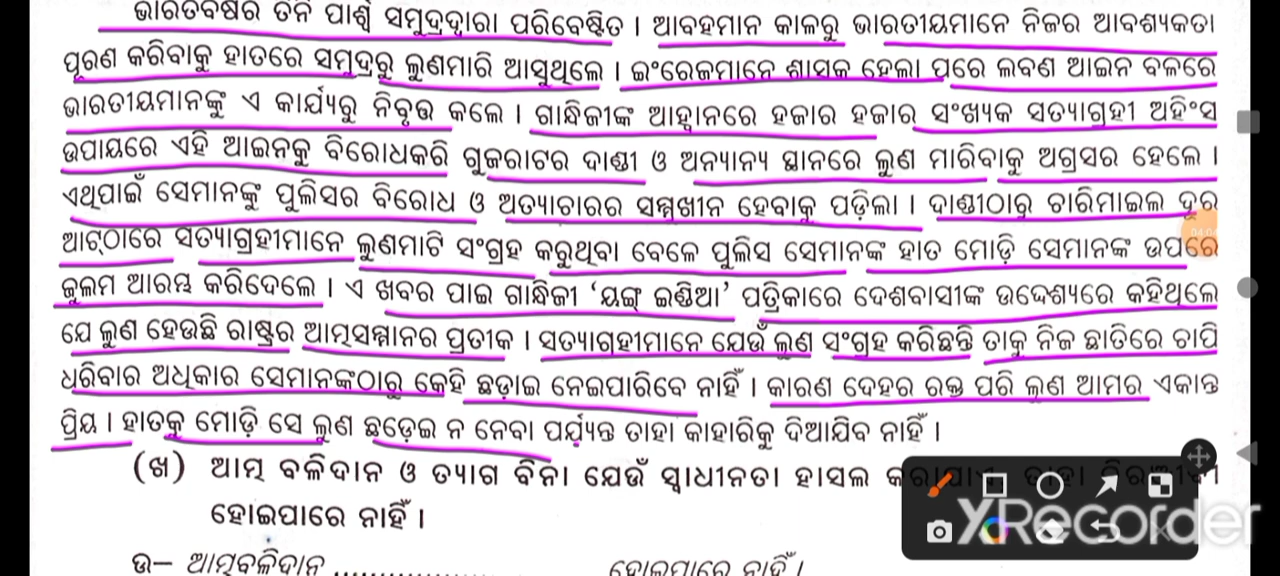 ଭାରତବର୍ଷର ତିନି ପାର୍ଶ୍ୱ ସମୁଦ୍ରଦ୍ୱାରା ପରିବେଷ୍ଟିତ । ଆବହମାନ କାଳରୁ ଭାରତୀୟମାନେ ନିଜର ଆବଶ୍ୟକତା
ପୂରଣ କରିବାକୁ ହାତରେ ସମୁଦ୍ରରୁ ଲୁଣମାରି ଆସୁଥିଲେ । ଇଂରେଜମାନେ ଶାସକ ହେଲା ପରେ ଲବଣ ଆଇନ ବଳରେ
ଭାରତୀୟମାନଙ୍କୁ ଏ କାର୍ଯ୍ୟରୁ ନିବୃତ୍ତ କଲେ । ଗାନ୍ଧିଜୀଙ୍କ ଆହ୍ୱାନରେ ହଜାର ହଜାର ସଂଖ୍ୟକ ସତ୍ୟାଗ୍ରହୀ ଅହିଂସ
ଉପାୟରେ ଏହି ଆଇନକୁ ବିରୋଧକରି ଗୁଜରାଟର ଦାଣ୍ଡୀ ଓ ଅନ୍ୟାନ୍ୟ ସ୍ଥାନରେ ଲୁଣ ମାରିବାକୁ ଅଗ୍ରସର ହେଲେ ।
ଏଥିପାଇଁ ସେମାନଙ୍କୁ ପୁଲିସର ବିରୋଧ ଓ ଅତ୍ୟାଚାରର ସମ୍ମୁଖୀନ ହେବାକୁ ପଡ଼ିଲା । ଦାଣ୍ଡୀଠାରୁ ଚାରିମାଇଲ ଦୂର
ଆଟ୍‌ଠାରେ ସତ୍ୟାଗ୍ରହୀମାନେ ଲୁଣମାଟି ସଂଗ୍ରହ କରୁଥିବା ବେଳେ ପୁଲିସ ସେମାନଙ୍କ ହାତ ମୋଡ଼ି ସେମାନଙ୍କ ଉପରେ
ଜୁଲମ ଆରମ୍ଭ କରିଦେଲେ । ଏ ଖବର ପାଇ ଗାନ୍ଧିଜୀ ‘ୟଙ୍ଗ୍ ଇଣ୍ଡିଆ’ ପତ୍ରିକାରେ ଦେଶବାସୀଙ୍କ ଉଦ୍ଦେଶ୍ୟରେ କହିଥିଲେ
ଯେ ଲୁଣ ହେଉଛି ରାଷ୍ଟ୍ରର ଆତ୍ମସମ୍ମାନର ପ୍ରତୀକ । ସତ୍ୟାଗ୍ରହୀମାନେ ଯେଉଁ ଲୁଣ ସଂଗ୍ରହ କରିଛନ୍ତି ତାକୁ ନିଜ ଛାତିରେ ଚାପି
ଧରିବାର ଅଧିକାର ସେମାନଙ୍କଠାରୁ କେହି ଛଡ଼ାଇ ନେଇପାରିବେ ନାହିଁ । କାରଣ ଦେହର ରକ୍ତ ପରି ଲୁଣ ଆମର ଏକାନ୍ତ
ପ୍ରିୟ । ହାତକୁ ମୋଡ଼ି ସେ ଲୁଣ ଛଡ଼େଇ ନ ନେବା ପର୍ଯ୍ୟନ୍ତ ତାହା କାହାରିକୁ ଦିଆଯିବ ନାହିଁ ।
(ଖ) ଆତ୍ମ ବଳିଦାନ ଓ ତ୍ୟାଗ ବିନା ଯେଉଁ ସ୍ୱାଧୀନତା ହାସଲ
ହୋଇପାରେ ନାହିଁ ।
ଉ– ଆତ୍ମବଳିଦାନ .............
04:04
XRecorder